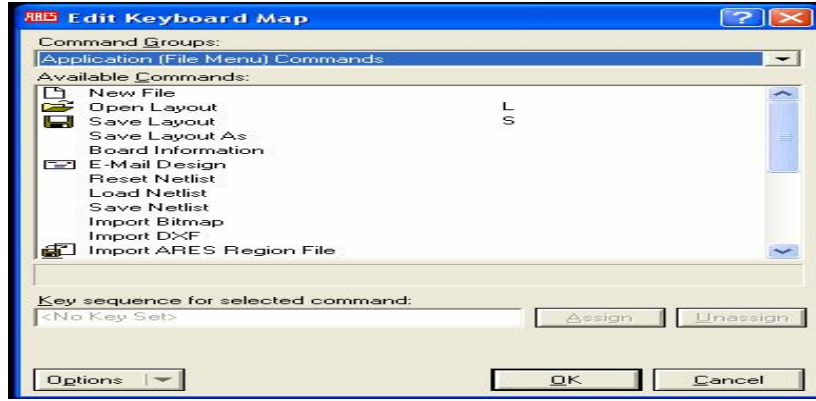 ARES Edit Keyboard Map
Command Groups:
Application (File Menu) Commands
Available Commands:
New File
Open Layout L
Save Layout S
Save Layout As
Board Information
E-Mail Design
Reset Netlist
Load Netlist
Save Netlist
Import Bitmap
Import DXF
Import ARES Region File
Key sequence for selected command:
<No Key Set> Assign Unassign
Options OK Cancel